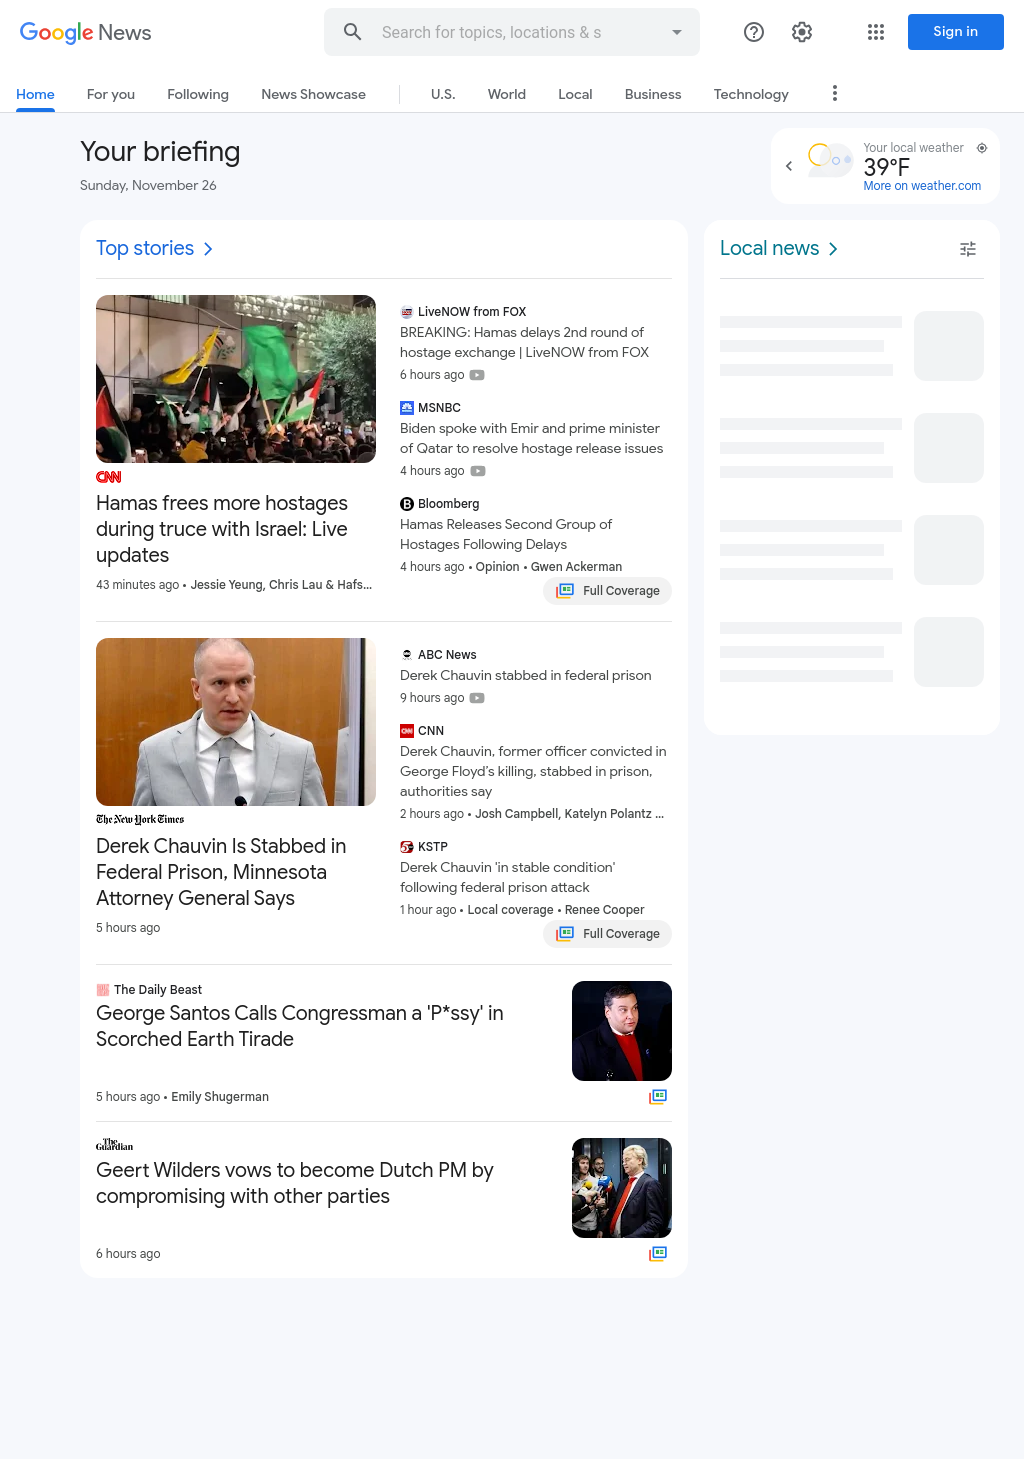 Google News
Search for topics, locations & s
Sign in
Home
For you
Following
News Showcase
U.S.
World
Local
Business
Technology
Your briefing
Sunday, November 26
Your local weather
39°F
More on weather.com
Top stories
CNN
Hamas frees more hostages
during truce with Israel: Live
updates
43 minutes ago • Jessie Yeung, Chris Lau & Hafs...
LiveNOW from FOX
BREAKING: Hamas delays 2nd round of
hostage exchange | LiveNOW from FOX
6 hours ago
MSNBC
Biden spoke with Emir and prime minister
of Qatar to resolve hostage release issues
4 hours ago
Bloomberg
Hamas Releases Second Group of
Hostages Following Delays
4 hours ago • Opinion • Gwen Ackerman
Full Coverage
The New York Times
Derek Chauvin Is Stabbed in
Federal Prison, Minnesota
Attorney General Says
5 hours ago
ABC News
Derek Chauvin stabbed in federal prison
9 hours ago
CNN
Derek Chauvin, former officer convicted in
George Floyd's killing, stabbed in prison,
authorities say
2 hours ago • Josh Campbell, Katelyn Polantz ...
KSTP
Derek Chauvin 'in stable condition'
following federal prison attack
1 hour ago • Local coverage • Renee Cooper
Full Coverage
The Daily Beast
George Santos Calls Congressman a 'P*ssy' in
Scorched Earth Tirade
5 hours ago • Emily Shugerman
The
Guardian
Geert Wilders vows to become Dutch PM by
compromising with other parties
6 hours ago
Local news